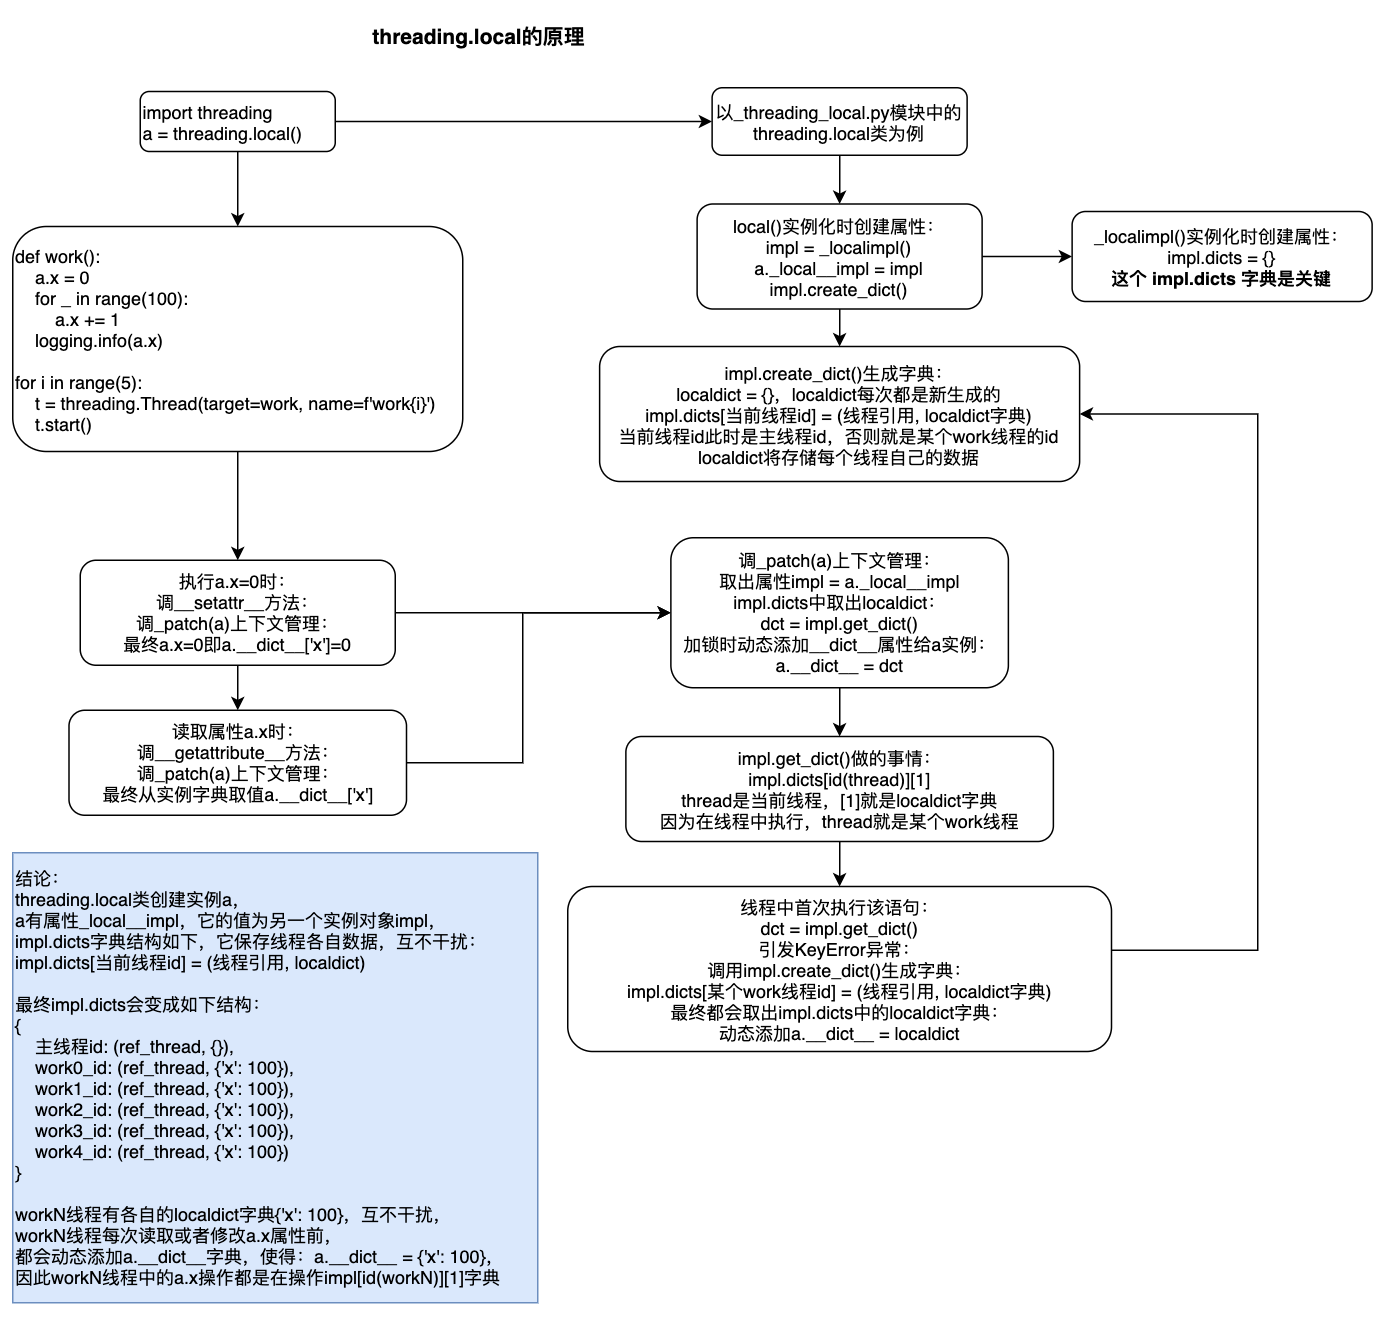 threading.local的原理
import threading
a = threading.local()
以_threading_local.py模块中的
threading.local类为例
def work():
    a.x = 0
    for _ in range(100):
        a.x += 1
    logging.info(a.x)
for i in range(5):
    t = threading.Thread(target=work, name=f'work{i}')
    t.start()
local()实例化时创建属性：
impl = _localimpl()
a._local__impl = impl
impl.create_dict()
_localimpl()实例化时创建属性：
impl.dicts = {}
这个 impl.dicts 字典是关键
impl.create_dict()生成字典：
localdict = {}，localdict每次都是新生成的
impl.dicts[当前线程id] = (线程引用, localdict字典)
当前线程id此时是主线程id，否则就是某个work线程的id
localdict将存储每个线程自己的数据
执行a.x=0时：
调__setattr__方法：
调_patch(a)上下文管理：
最终a.x=0即a.__dict__['x']=0
读取属性a.x时：
调__getattribute__方法：
调_patch(a)上下文管理：
最终从实例字典取值a.__dict__['x']
调_patch(a)上下文管理：
取出属性impl = a._local__impl
impl.dicts中取出localdict：
dct = impl.get_dict()
加锁时动态添加__dict__属性给a实例：
a.__dict__ = dct
impl.get_dict()做的事情：
impl.dicts[id(thread)][1]
thread是当前线程，[1]就是localdict字典
因为在线程中执行，thread就是某个work线程
线程中首次执行该语句：
dct = impl.get_dict()
引发KeyError异常：
调用impl.create_dict()生成字典：
impl.dicts[某个work线程id] = (线程引用, localdict字典)
最终都会取出impl.dicts中的localdict字典：
动态添加a.__dict__ = localdict
结论：
threading.local类创建实例a，
a有属性_local__impl，它的值为另一个实例对象impl，
impl.dicts字典结构如下，它保存线程各自数据，互不干扰：
impl.dicts[当前线程id] = (线程引用, localdict)
最终impl.dicts会变成如下结构：
{
    主线程id: (ref_thread, {}),
    work0_id: (ref_thread, {'x': 100}),
    work1_id: (ref_thread, {'x': 100}),
    work2_id: (ref_thread, {'x': 100}),
    work3_id: (ref_thread, {'x': 100}),
    work4_id: (ref_thread, {'x': 100})
}
workN线程有各自的localdict字典{'x': 100}，互不干扰，
workN线程每次读取或者修改a.x属性前，
都会动态添加a.__dict__字典，使得：a.__dict__ = {'x': 100},
因此workN线程中的a.x操作都是在操作impl[id(workN)][1]字典